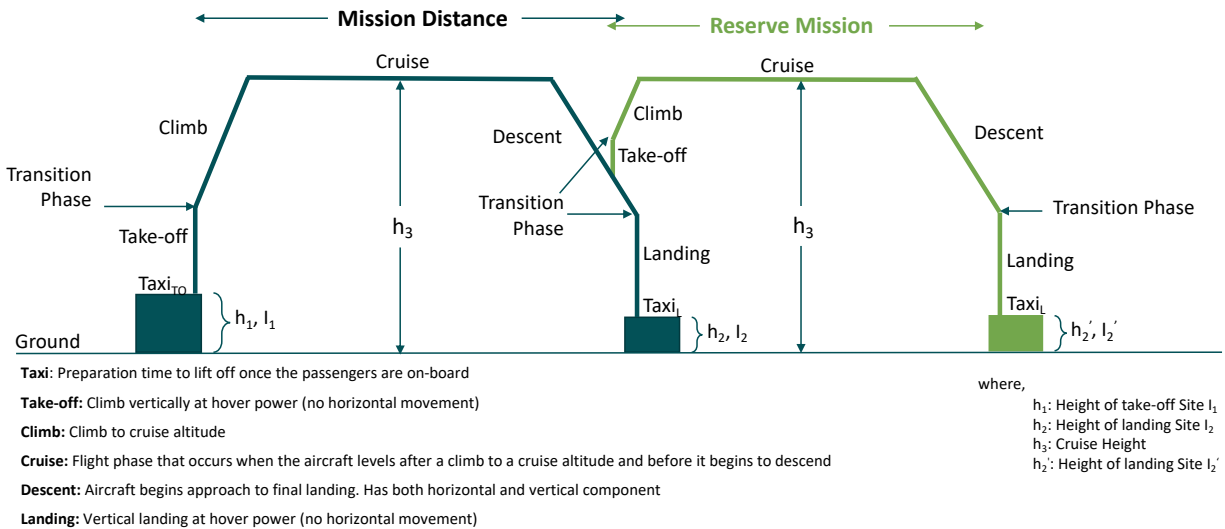 Mission Distance
Reserve Mission
Cruise
Cruise
Climb
Climb
Descent
Descent
Take-off
Transition
Phase
Transition
Phase
Transition Phase
Take-off
h3
h3
Landing
Landing
TaxiTO
TaxiL
TaxiL
h1, l1
h2, l2
h2', l2'
Ground
Taxi: Preparation time to lift off once the passengers are on-board
Take-off: Climb vertically at hover power (no horizontal movement)
Climb: Climb to cruise altitude
Cruise: Flight phase that occurs when the aircraft levels after a climb to a cruise altitude and before it begins to descend
Descent: Aircraft begins approach to final landing. Has both horizontal and vertical component
Landing: Vertical landing at hover power (no horizontal movement)
where,
h1: Height of take-off Site l1
h2: Height of landing Site l2
h3: Cruise Height
h2': Height of landing Site l2'